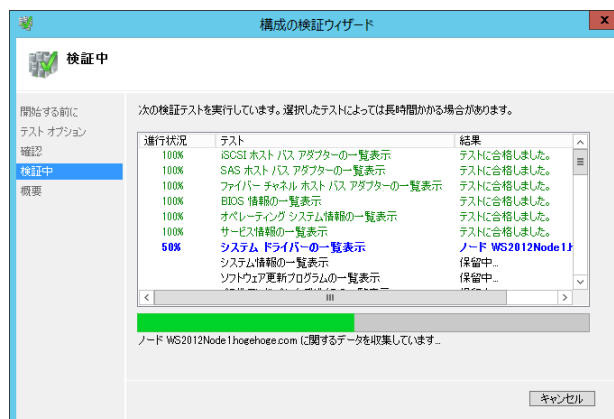 構成の検証ウィザード
検証中
開始する前に
テスト オプション
確認
検証中
概要
次の検証テストを実行しています。選択したテストによっては長時間かかる場合があります。
進行状況 テスト 結果
100% iSCSI ホスト バス アダプターの一覧表示 テストに合格しました。
100% SAS ホスト バス アダプターの一覧表示 テストに合格しました。
100% ファイバー チャネル ホスト バス アダプターの一覧表示 テストに合格しました。
100% BIOS 情報の一覧表示 テストに合格しました。
100% オペレーティング システム情報の一覧表示 テストに合格しました。
100% サービス情報の一覧表示 テストに合格しました。
50% システム ドライバーの一覧表示 ノード WS2012Node1.h
システム情報の一覧表示 保留中...
ソフトウェア更新プログラムの一覧表示 保留中...
ノード WS2012Node1.hogehoge.com に関するデータを収集しています...
キャンセル